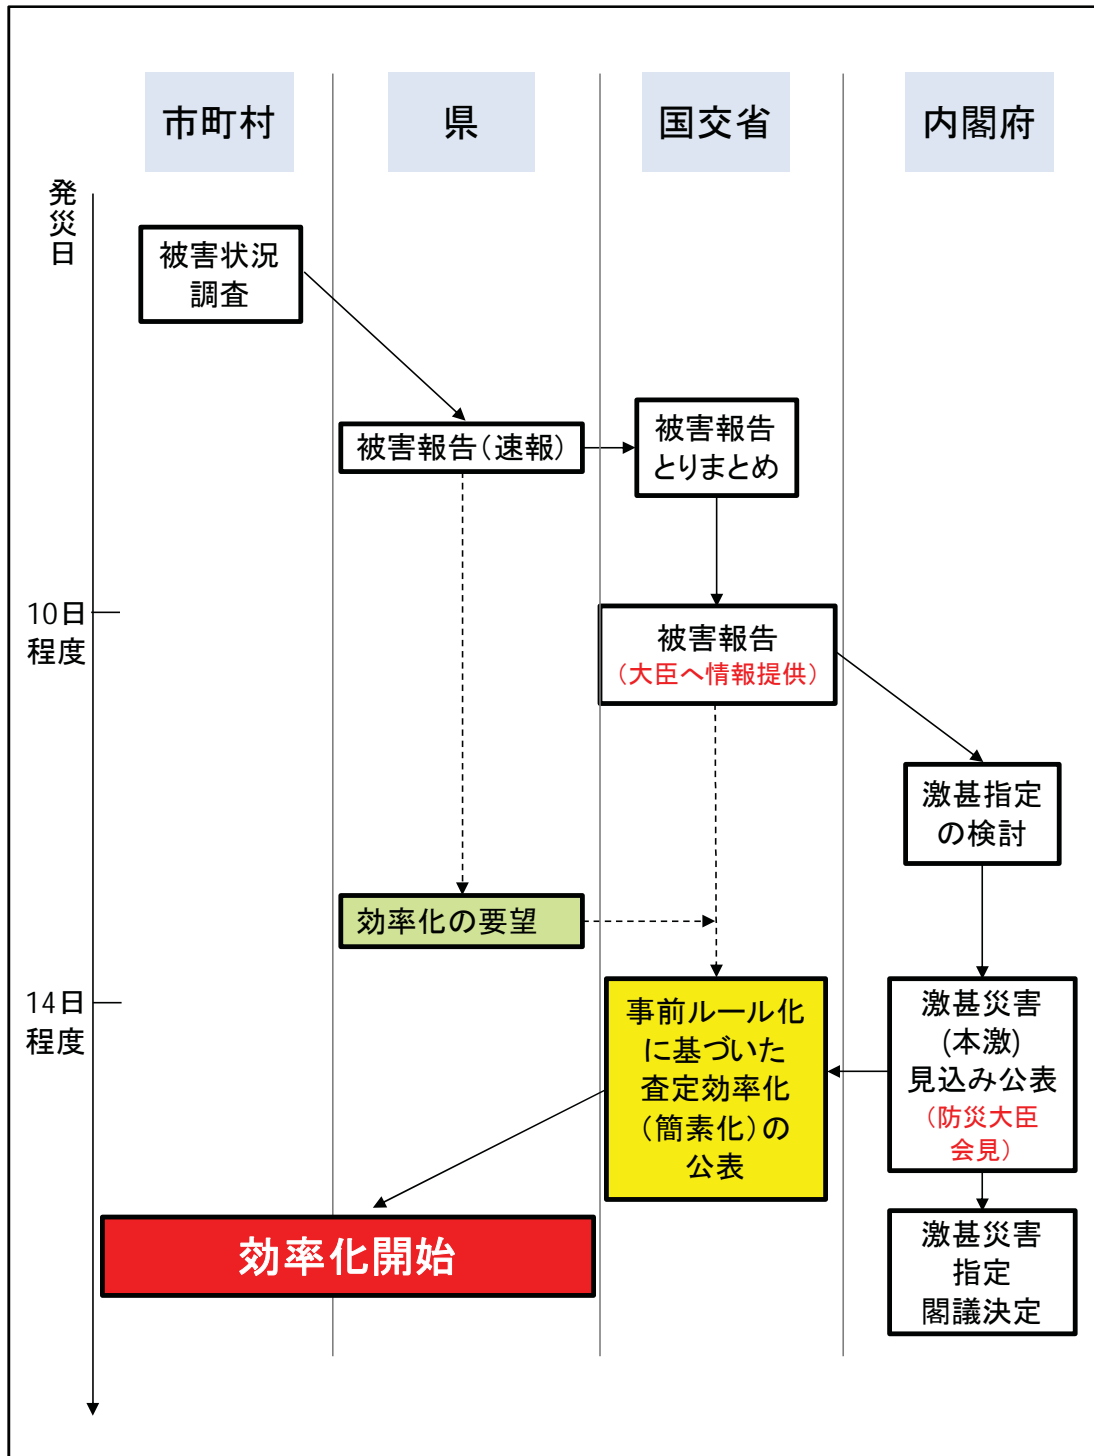 市町村
県
国交省
内閣府
発災日
被害状況
調査
被害報告（速報）
被害報告
とりまとめ
10日
程度
被害報告
（大臣へ情報提供）
激甚指定
の検討
効率化の要望
14日
程度
事前ルール化
に基づいた
査定効率化
（簡素化）の
公表
激甚災害
(本激)
見込み公表
（防災大臣
会見）
効率化開始
激甚災害
指定
閣議決定